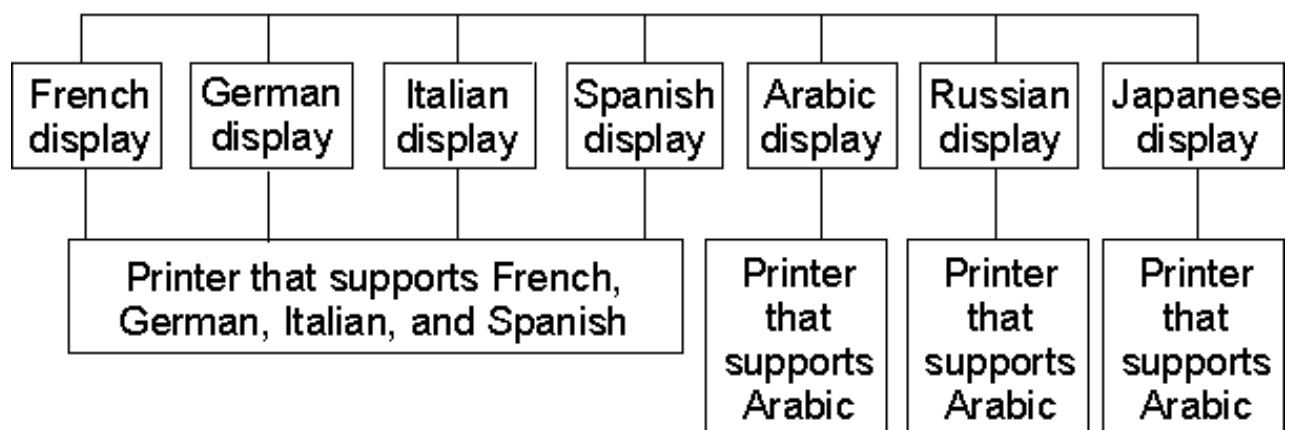 French
display
German
display
Italian
display
Spanish
display
Arabic
display
Russian
display
Japanese
display
Printer that supports French,
German, Italian, and Spanish
Printer
that
supports
Arabic
Printer
that
supports
Arabic
Printer
that
supports
Arabic